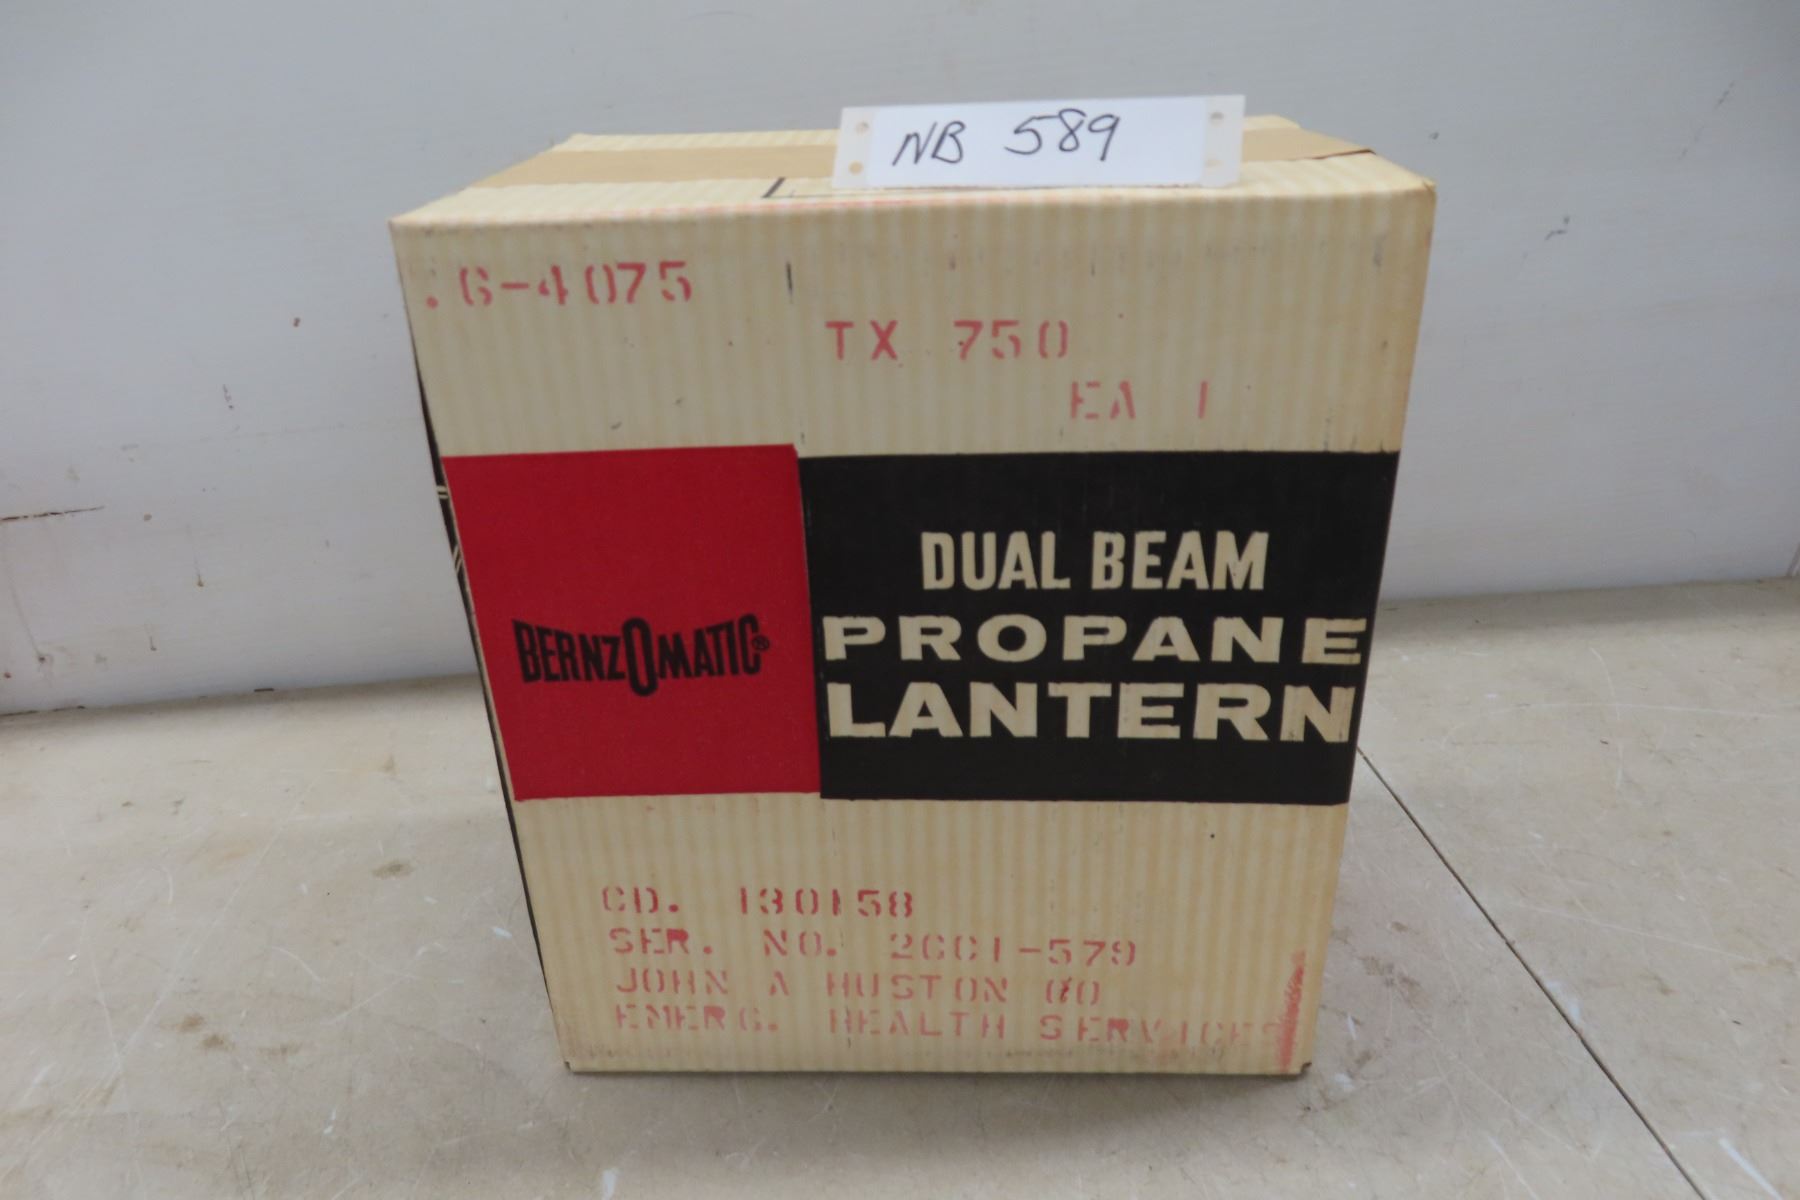 NB 589
.G-4075
TX 750
EA 1
BERNZOMATIC®
DUAL BEAM
PROPANE
LANTERN
CD. 130158
SER. NO. 2CC1-579
JOHN A HUSTON CO
EMERG. HEALTH SERVICES